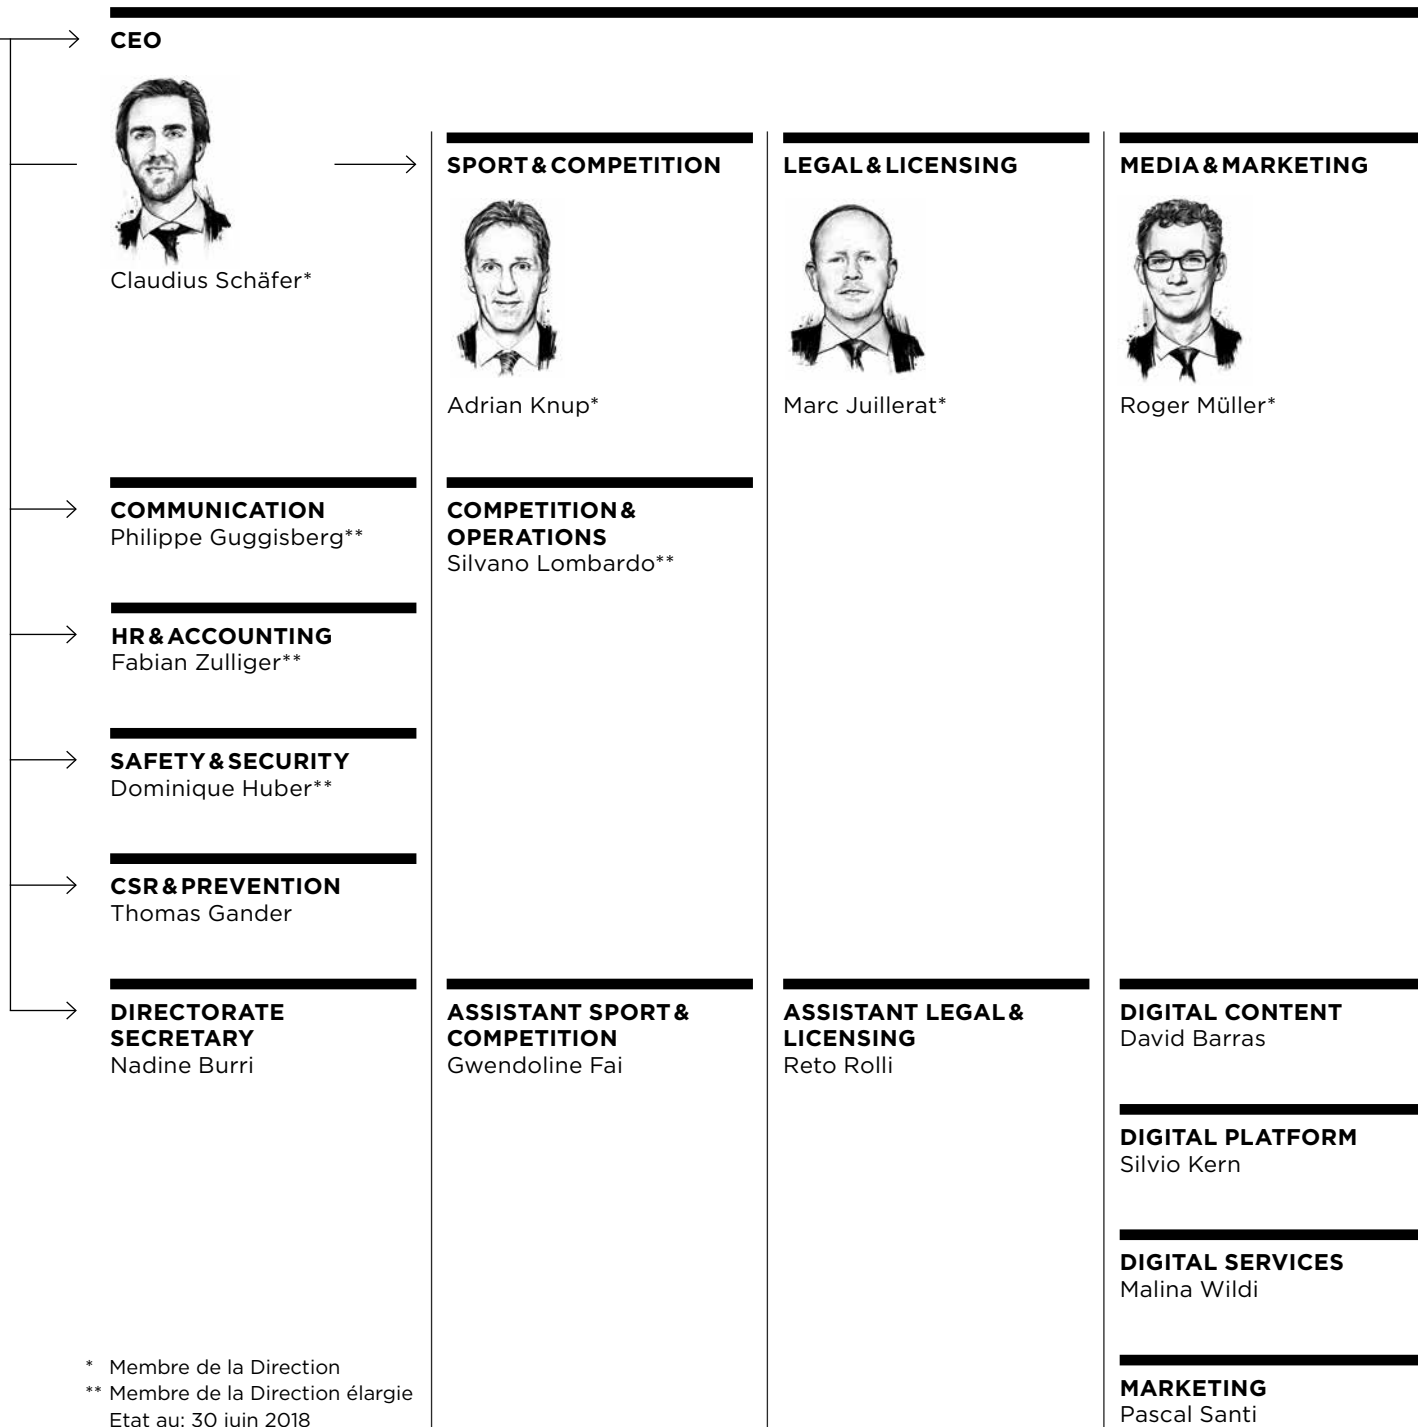 CEO
Claudius Schäfer*
SPORT & COMPETITION
Adrian Knup*
LEGAL & LICENSING
Marc Juillerat*
MEDIA & MARKETING
Roger Müller*
COMMUNICATION
Philippe Guggisberg**
COMPETITION &
OPERATIONS
Silvano Lombardo**
HR & ACCOUNTING
Fabian Zulliger**
SAFETY & SECURITY
Dominique Huber**
CSR & PREVENTION
Thomas Gander
DIRECTORATE
SECRETARY
Nadine Burri
ASSISTANT SPORT &
COMPETITION
Gwendoline Fai
ASSISTANT LEGAL &
LICENSING
Reto Rolli
DIGITAL CONTENT
David Barras
DIGITAL PLATFORM
Silvio Kern
DIGITAL SERVICES
Malina Wildi
MARKETING
Pascal Santi
* Membre de la Direction
** Membre de la Direction élargie
Etat au: 30 juin 2018